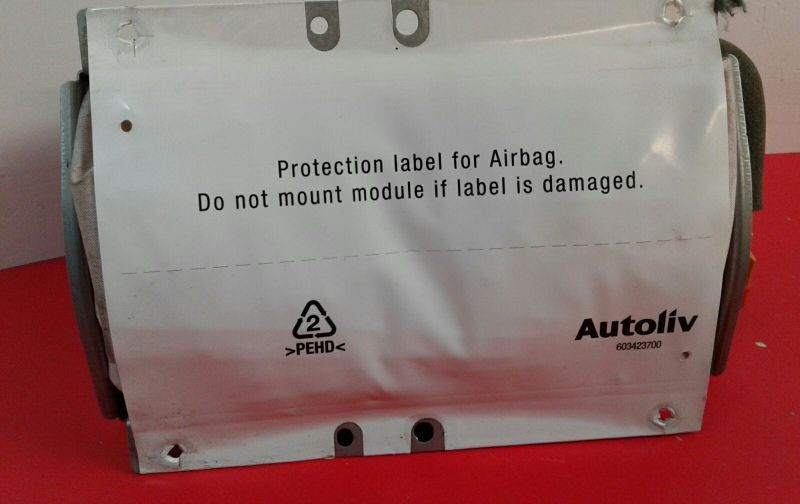 Protection label for Airbag.
Do not mount module if label is damaged.
2
>PEHD<
Autoliv
603423700